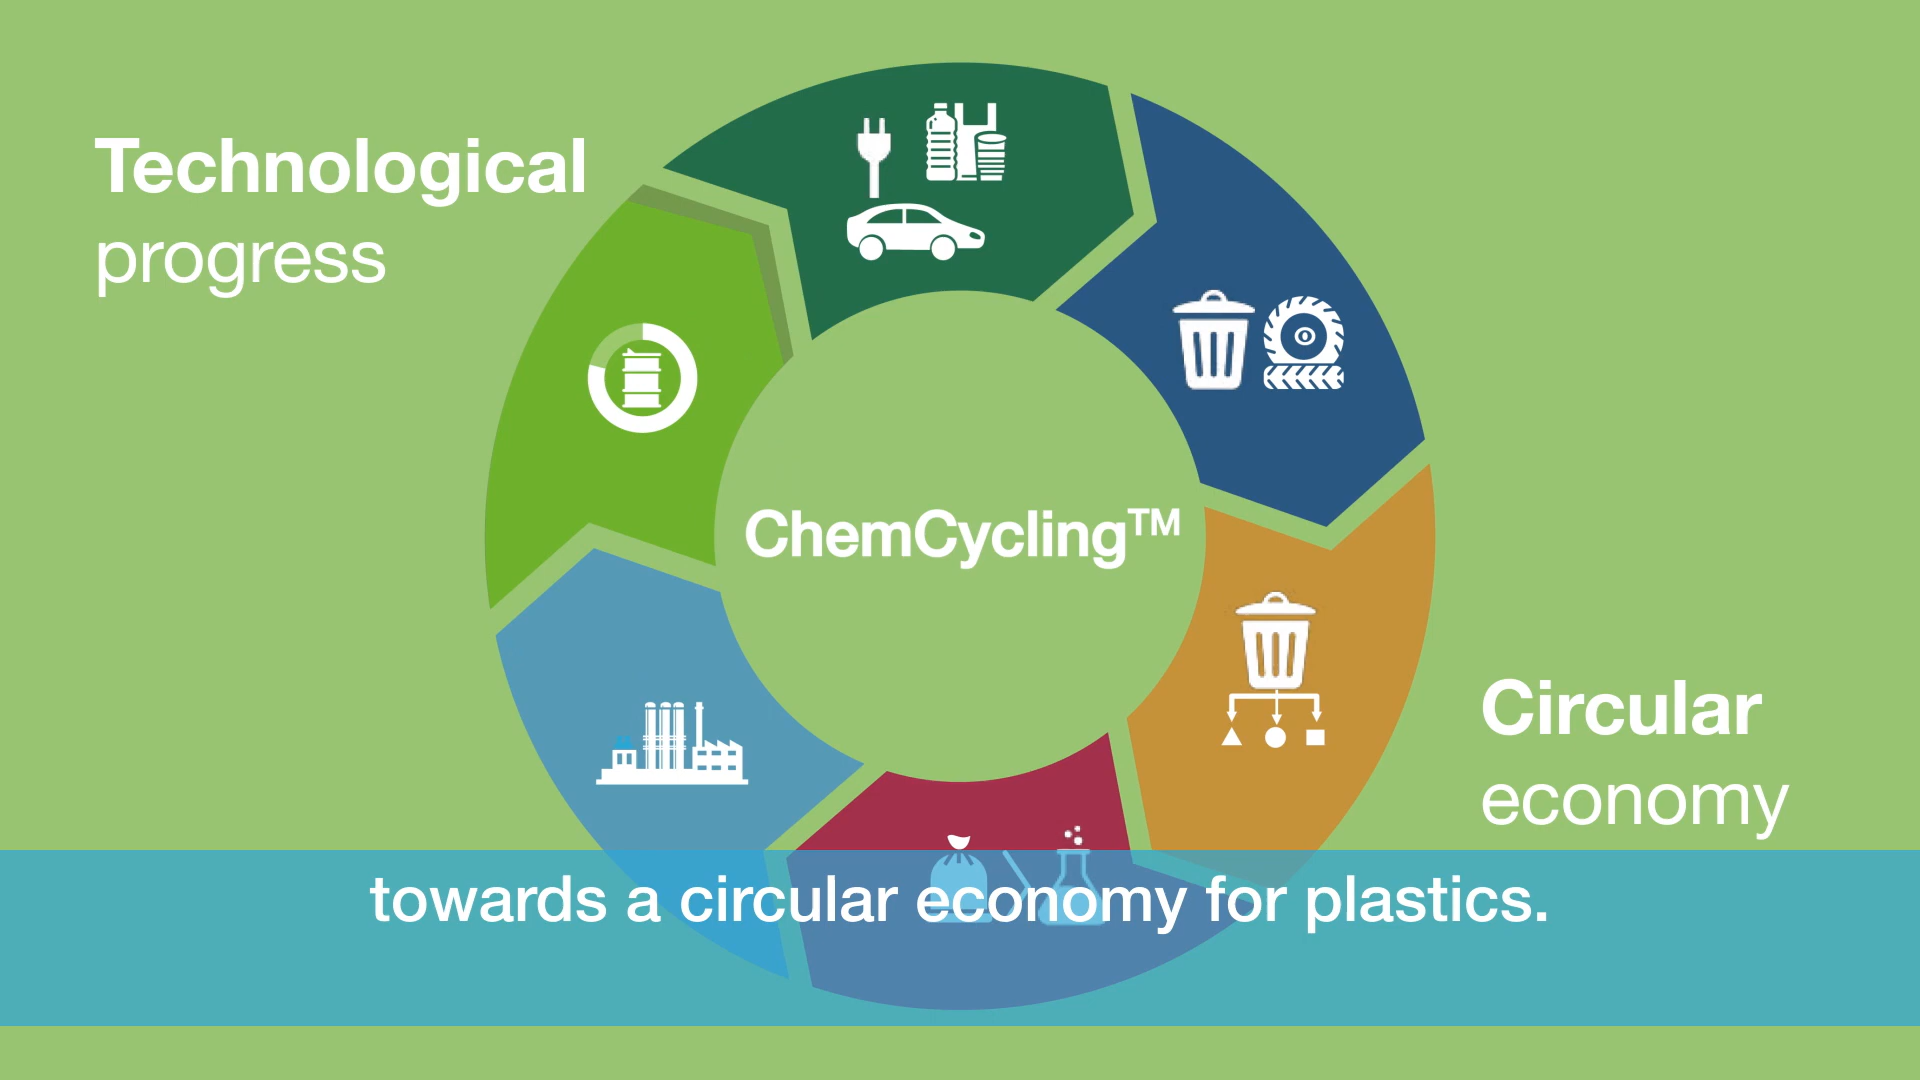 Technological
progress
ChemCycling™
Circular
economy
towards a circular economy for plastics.